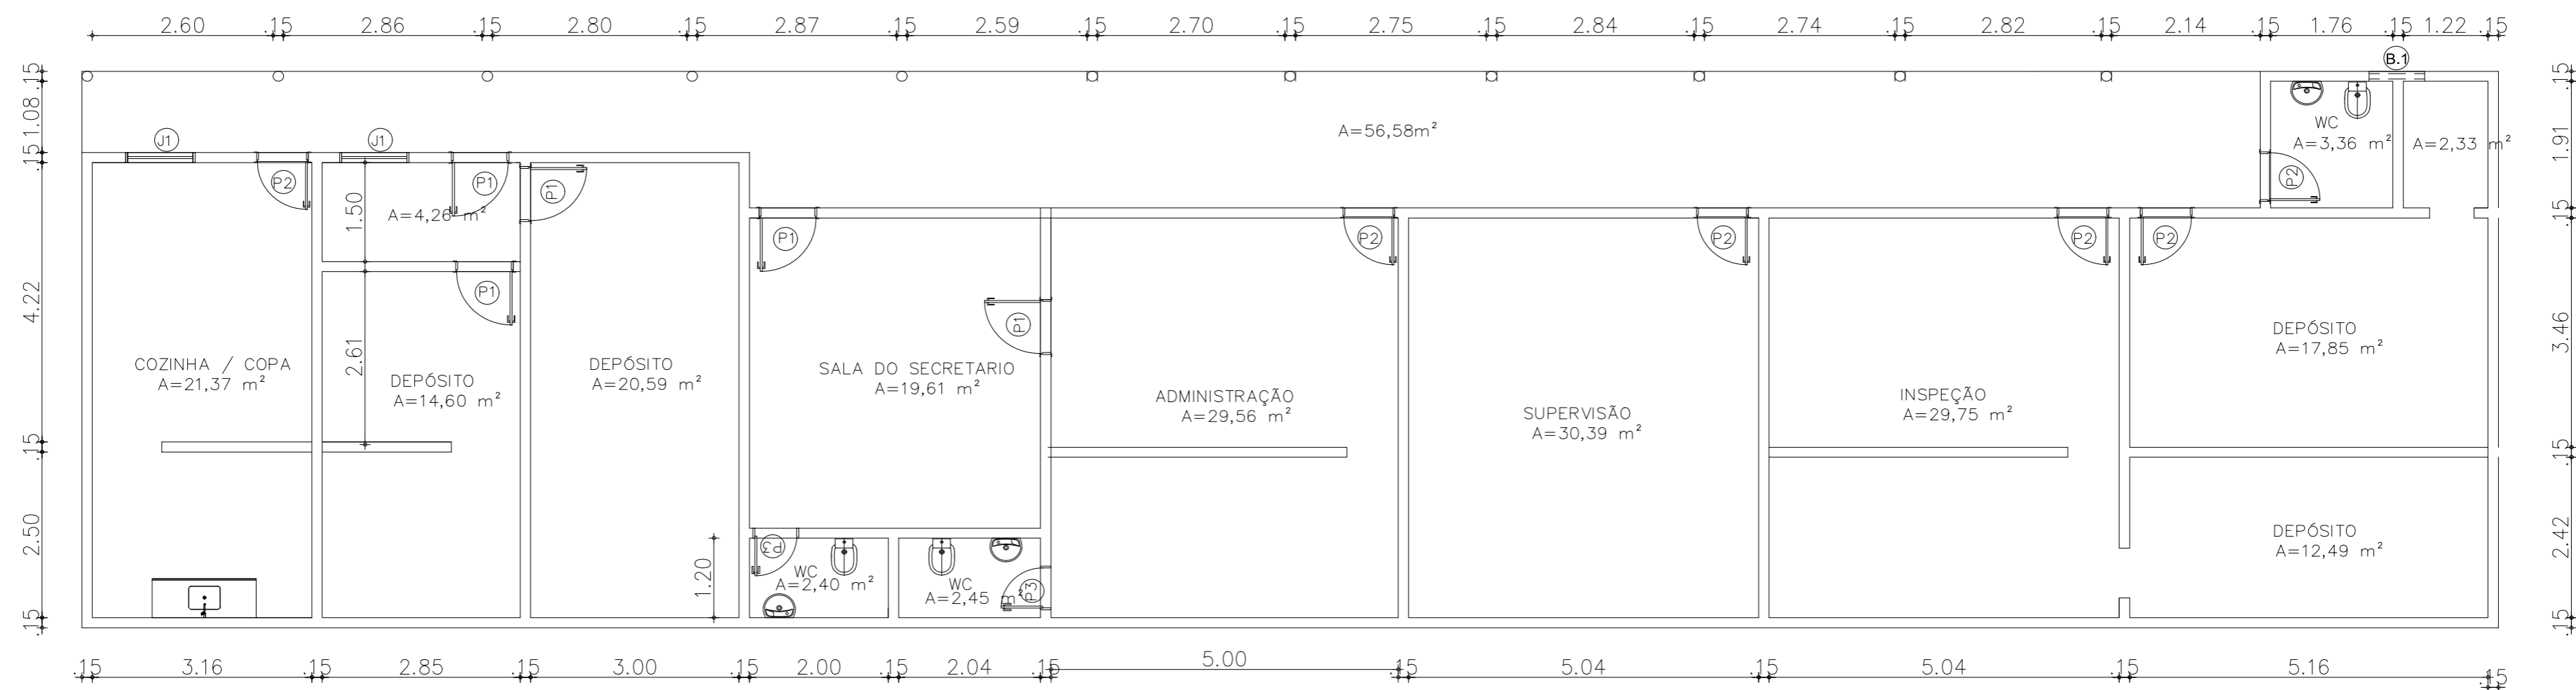 2.60 .15 2.86 .15 2.80 .15 2.87 .15 2.59 .15 2.70 .15 2.75 .15 2.84 .15 2.74 .15 2.82 .15 2.14 .15 1.76 .15 1.22 .15
B.1
.15
1.08
.15
4.22
.15
2.50
.15
.15
1.91
.15
3.46
.15
2.42
.15
J1
J1
A=56,58m²
WC
A=3,36 m²
A=2,33 m²
P2
P1
P1
P2
1.50
A=4,26 m²
P1
P2
P2
P2
P2
P1
P1
2.61
COZINHA / COPA
A=21,37 m²
DEPÓSITO
A=14,60 m²
DEPÓSITO
A=20,59 m²
SALA DO SECRETARIO
A=19,61 m²
ADMINISTRAÇÃO
A=29,56 m²
SUPERVISÃO
A=30,39 m²
INSPEÇÃO
A=29,75 m²
DEPÓSITO
A=17,85 m²
DEPÓSITO
A=12,49 m²
P3
1.20
WC
A=2,40 m²
WC
A=2,45 m²
P3
.15 3.16 .15 2.85 .15 3.00 .15 2.00 .15 2.04 .15 5.00 .15 5.04 .15 5.04 .15 5.16 .15